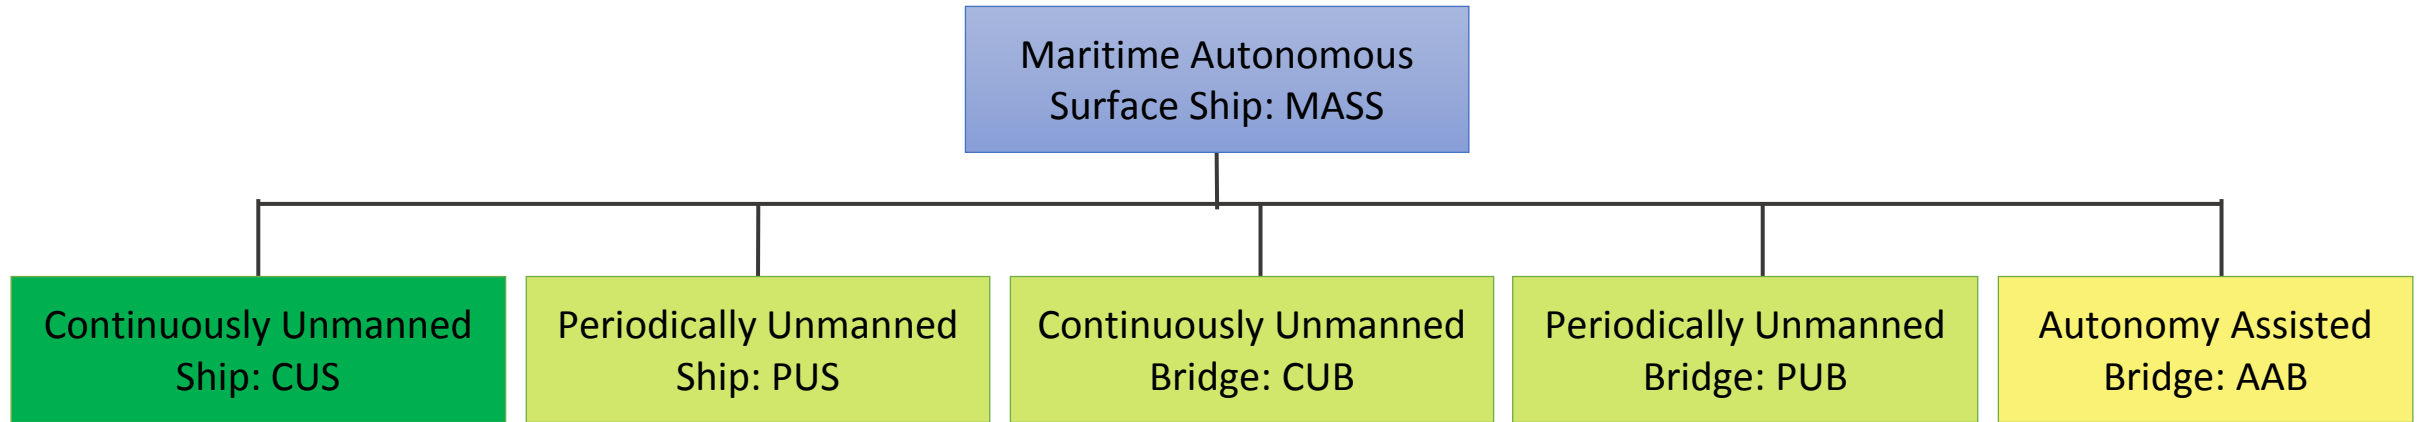 Maritime Autonomous
Surface Ship: MASS
Continuously Unmanned
Ship: CUS
Periodically Unmanned
Ship: PUS
Continuously Unmanned
Bridge: CUB
Periodically Unmanned
Bridge: PUB
Autonomy Assisted
Bridge: AAB